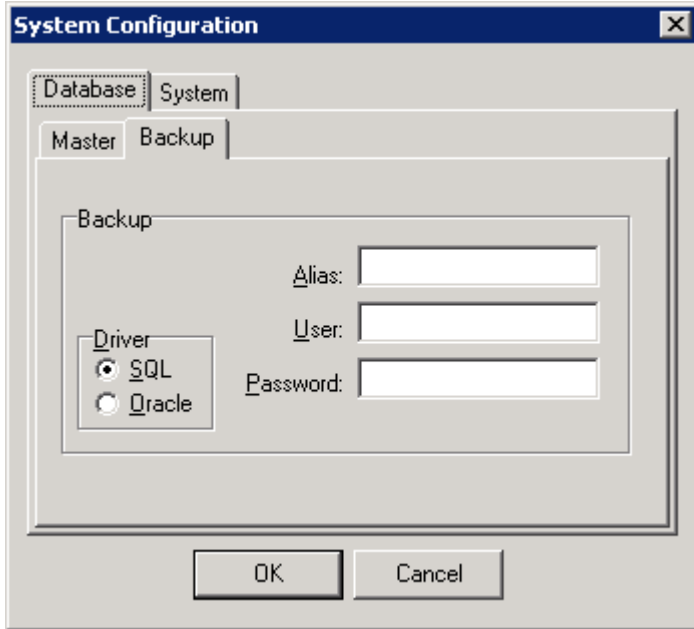 System Configuration
Database System
Master Backup
Backup
Alias:
User:
Driver
SQL
Password:
Oracle
OK Cancel